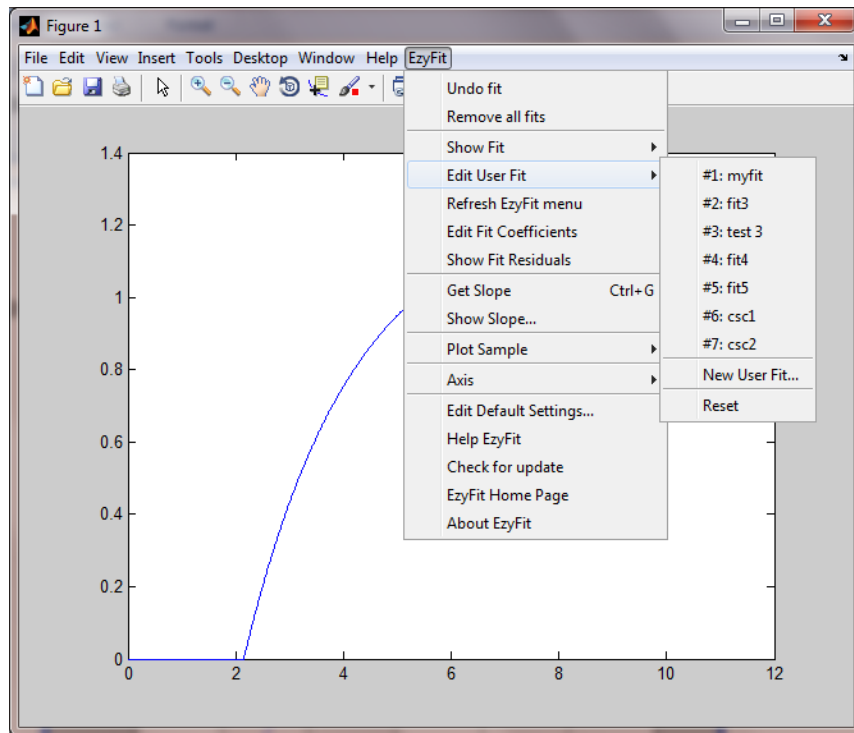 Figure 1
File Edit View Insert Tools Desktop Window Help EzyFit
Undo fit
Remove all fits
Show Fit
Edit User Fit
Refresh EzyFit menu
Edit Fit Coefficients
Show Fit Residuals
Get Slope Ctrl+G
Show Slope...
Plot Sample
Axis
Edit Default Settings...
Help EzyFit
Check for update
EzyFit Home Page
About EzyFit
#1: myfit
#2: fit3
#3: test 3
#4: fit4
#5: fit5
#6: csc1
#7: csc2
New User Fit...
Reset
1.4
1.2
1
0.8
0.6
0.4
0.2
0
0 2 4 6 8 10 12